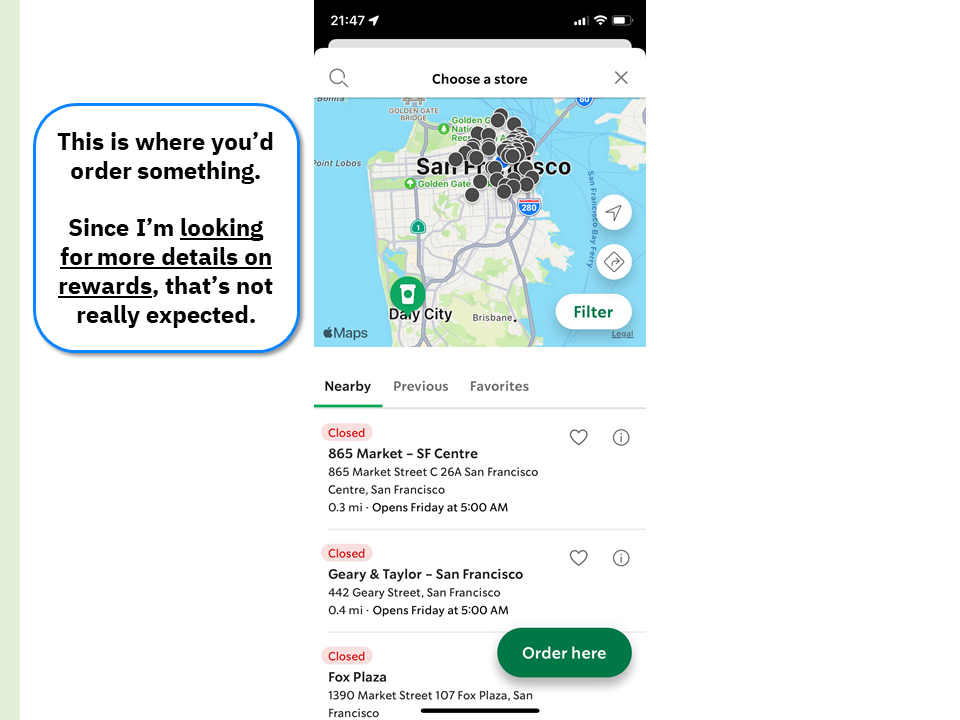 This is where you’d
order something.
Since I’m looking
for more details on
rewards, that’s not
really expected.
21:47
Choose a store
Bonita
GOLDEN GATE
BRIDGE
Golden G
Natio
Recr
A
80
Point Lobos
San Francisco
Golden Gate
280
1
San Francisco Bay Ferry
Daly City
Brisbane
Filter
Maps
Legal
Nearby
Previous
Favorites
Closed
865 Market – SF Centre
865 Market Street C 26A San Francisco
Centre, San Francisco
0.3 mi · Opens Friday at 5:00 AM
Closed
Geary & Taylor – San Francisco
442 Geary Street, San Francisco
0.4 mi · Opens Friday at 5:00 AM
Order here
Closed
Fox Plaza
1390 Market Street 107 Fox Plaza, San
Francisco